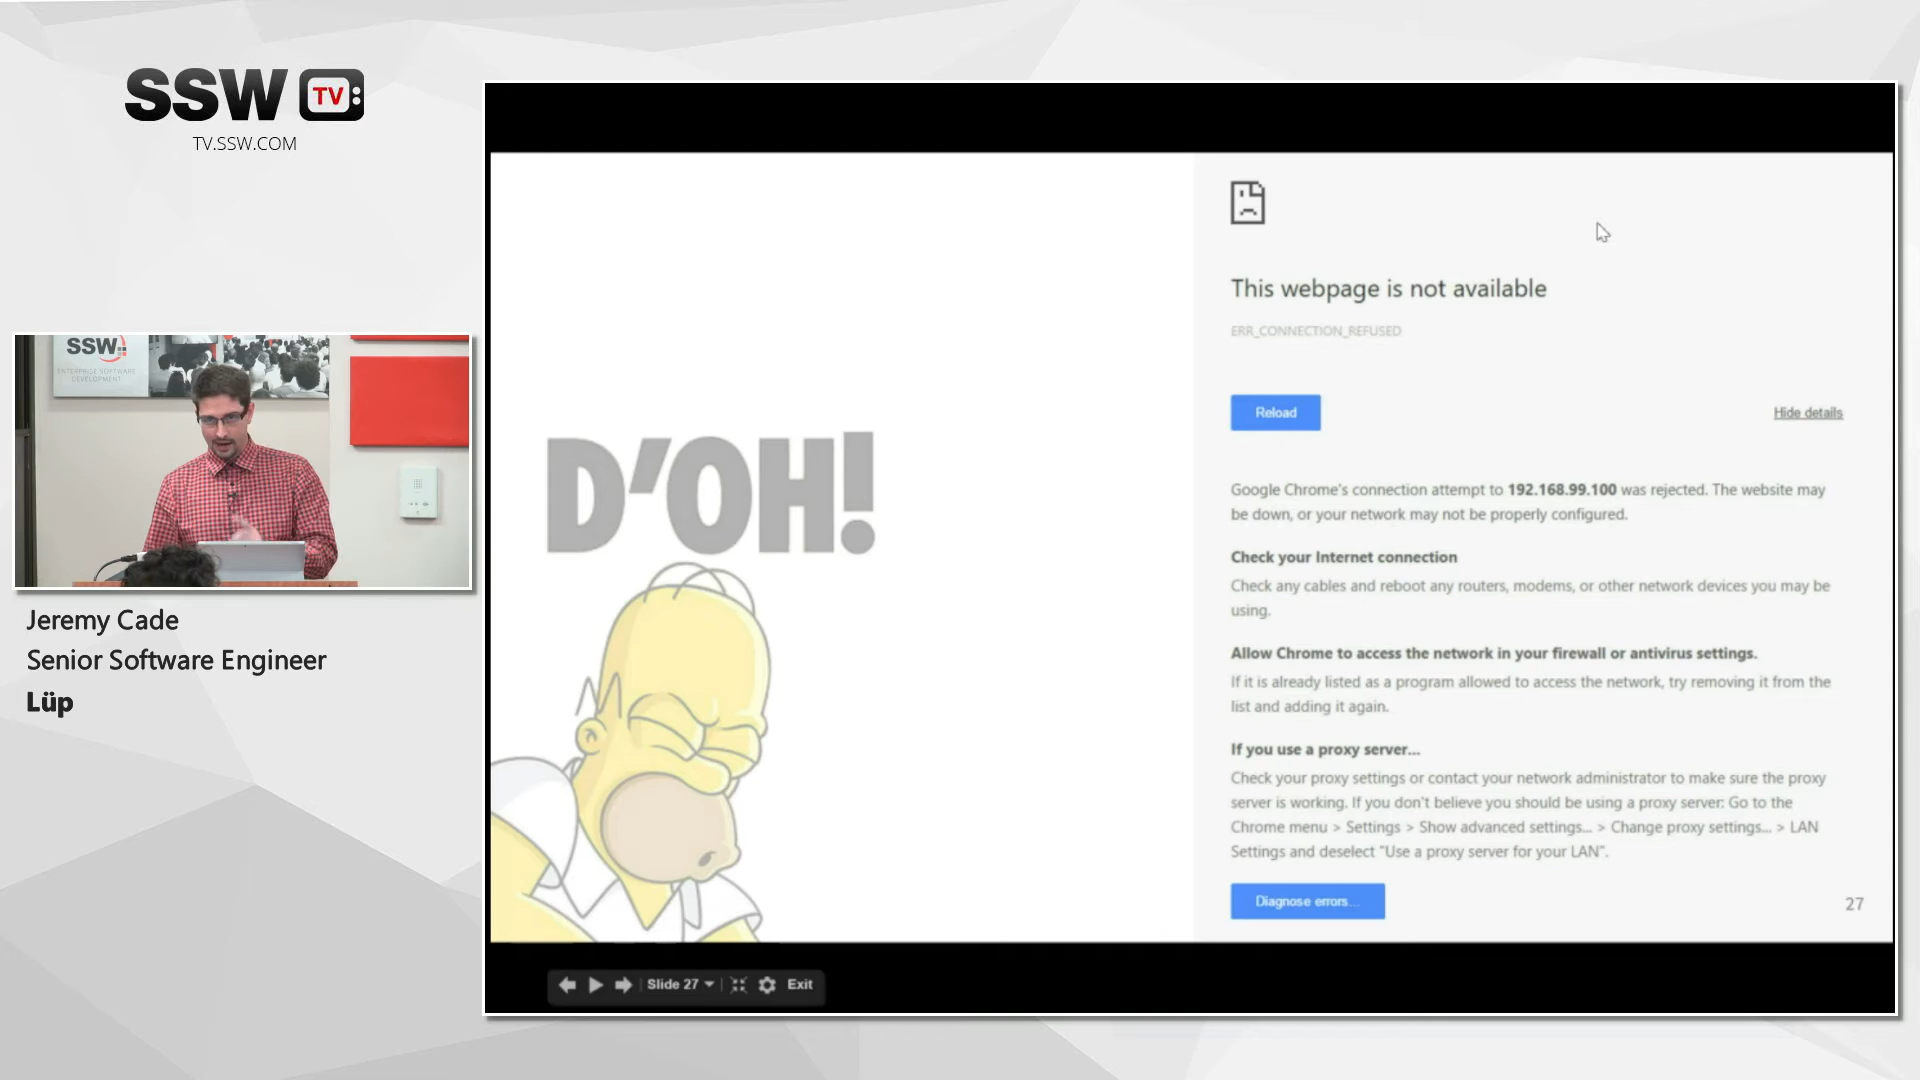 SSW TV:
TV.SSW.COM
SSW
ENTERPRISE SOFTWARE
DEVELOPMENT
Jeremy Cade
Senior Software Engineer
Lüp
D'OH!
This webpage is not available
ERR_CONNECTION_REFUSED
Reload
Hide details
Google Chrome's connection attempt to 192.168.99.100 was rejected. The website may
be down, or your network may not be properly configured.
Check your Internet connection
Check any cables and reboot any routers, modems, or other network devices you may be
using.
Allow Chrome to access the network in your firewall or antivirus settings.
If it is already listed as a program allowed to access the network, try removing it from the
list and adding it again.
If you use a proxy server...
Check your proxy settings or contact your network administrator to make sure the proxy
server is working. If you don't believe you should be using a proxy server: Go to the
Chrome menu > Settings > Show advanced settings... > Change proxy settings... > LAN
Settings and deselect "Use a proxy server for your LAN".
Diagnose errors...
27
Slide 27
Exit